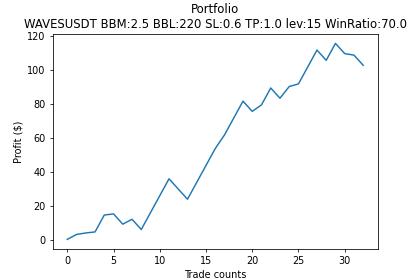 Portfolio
WAVESUSDT BBM:2.5 BBL:220 SL:0.6 TP:1.0 lev:15 WinRatio:70.0
120
100
80
60
40
20
0
Profit ($)
0 5 10 15 20 25 30
Trade counts